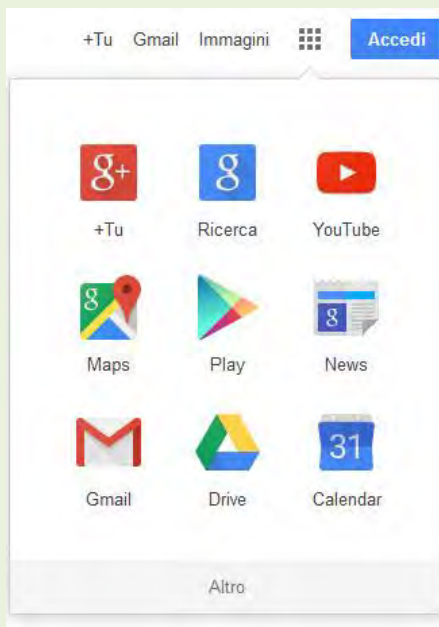 +Tu Gmail Immagini Accedi
g+ g
+Tu Ricerca YouTube
g g
Maps Play News
31
Gmail Drive Calendar
Altro